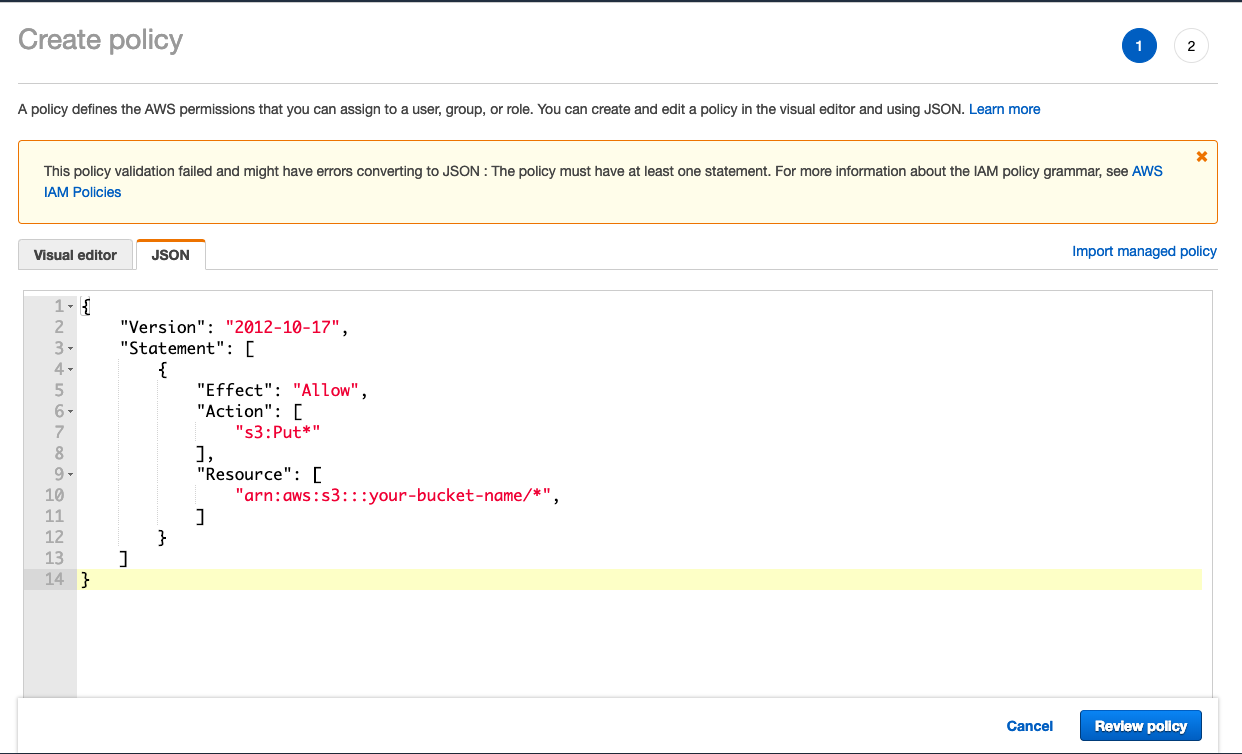 Create policy
1 2
A policy defines the AWS permissions that you can assign to a user, group, or role. You can create and edit a policy in the visual editor and using JSON. Learn more
This policy validation failed and might have errors converting to JSON : The policy must have at least one statement. For more information about the IAM policy grammar, see AWS
IAM Policies
Visual editor JSON Import managed policy
1 {
2 "Version": "2012-10-17",
3 "Statement": [
4 {
5 "Effect": "Allow",
6 "Action": [
7 "s3:Put*"
8 ],
9 "Resource": [
10 "arn:aws:s3:::your-bucket-name/*",
11 ]
12 }
13 ]
14 }
Cancel Review policy